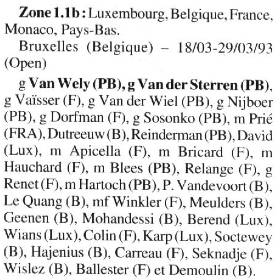 Zone 1.1b : Luxembourg, Belgique, France,
Monaco, Pays-Bas.
Bruxelles (Belgique) – 18/03-29/03/93
(Open)
g Van Wely (PB), g Van der Sterren (PB),
g Vaïsser (F), g Van der Wiel (PB), g Nijboer
(PB), g Dorfman (F), g Sosonko (PB), m Prié
(FRA), Dutreeuw (B), Reinderman (PB), David
(Lux), m Apicella (F), m Bricard (F), m
Hauchard (F), m Blees (PB), Relange (F), g
Renet (F), m Hartoch (PB), P. Vandevoort (B),
Le Quang (B), mf Winkler (F), Meulders (B),
Geenen (B), Mohandessi (B), Berend (Lux),
Wians (Lux), Colin (F), Karp (Lux), Soctewey
(B), Hajenius (B), Carreau (F), Seknadje (F),
Wislez (B), Ballester (F) et Demoulin (B).